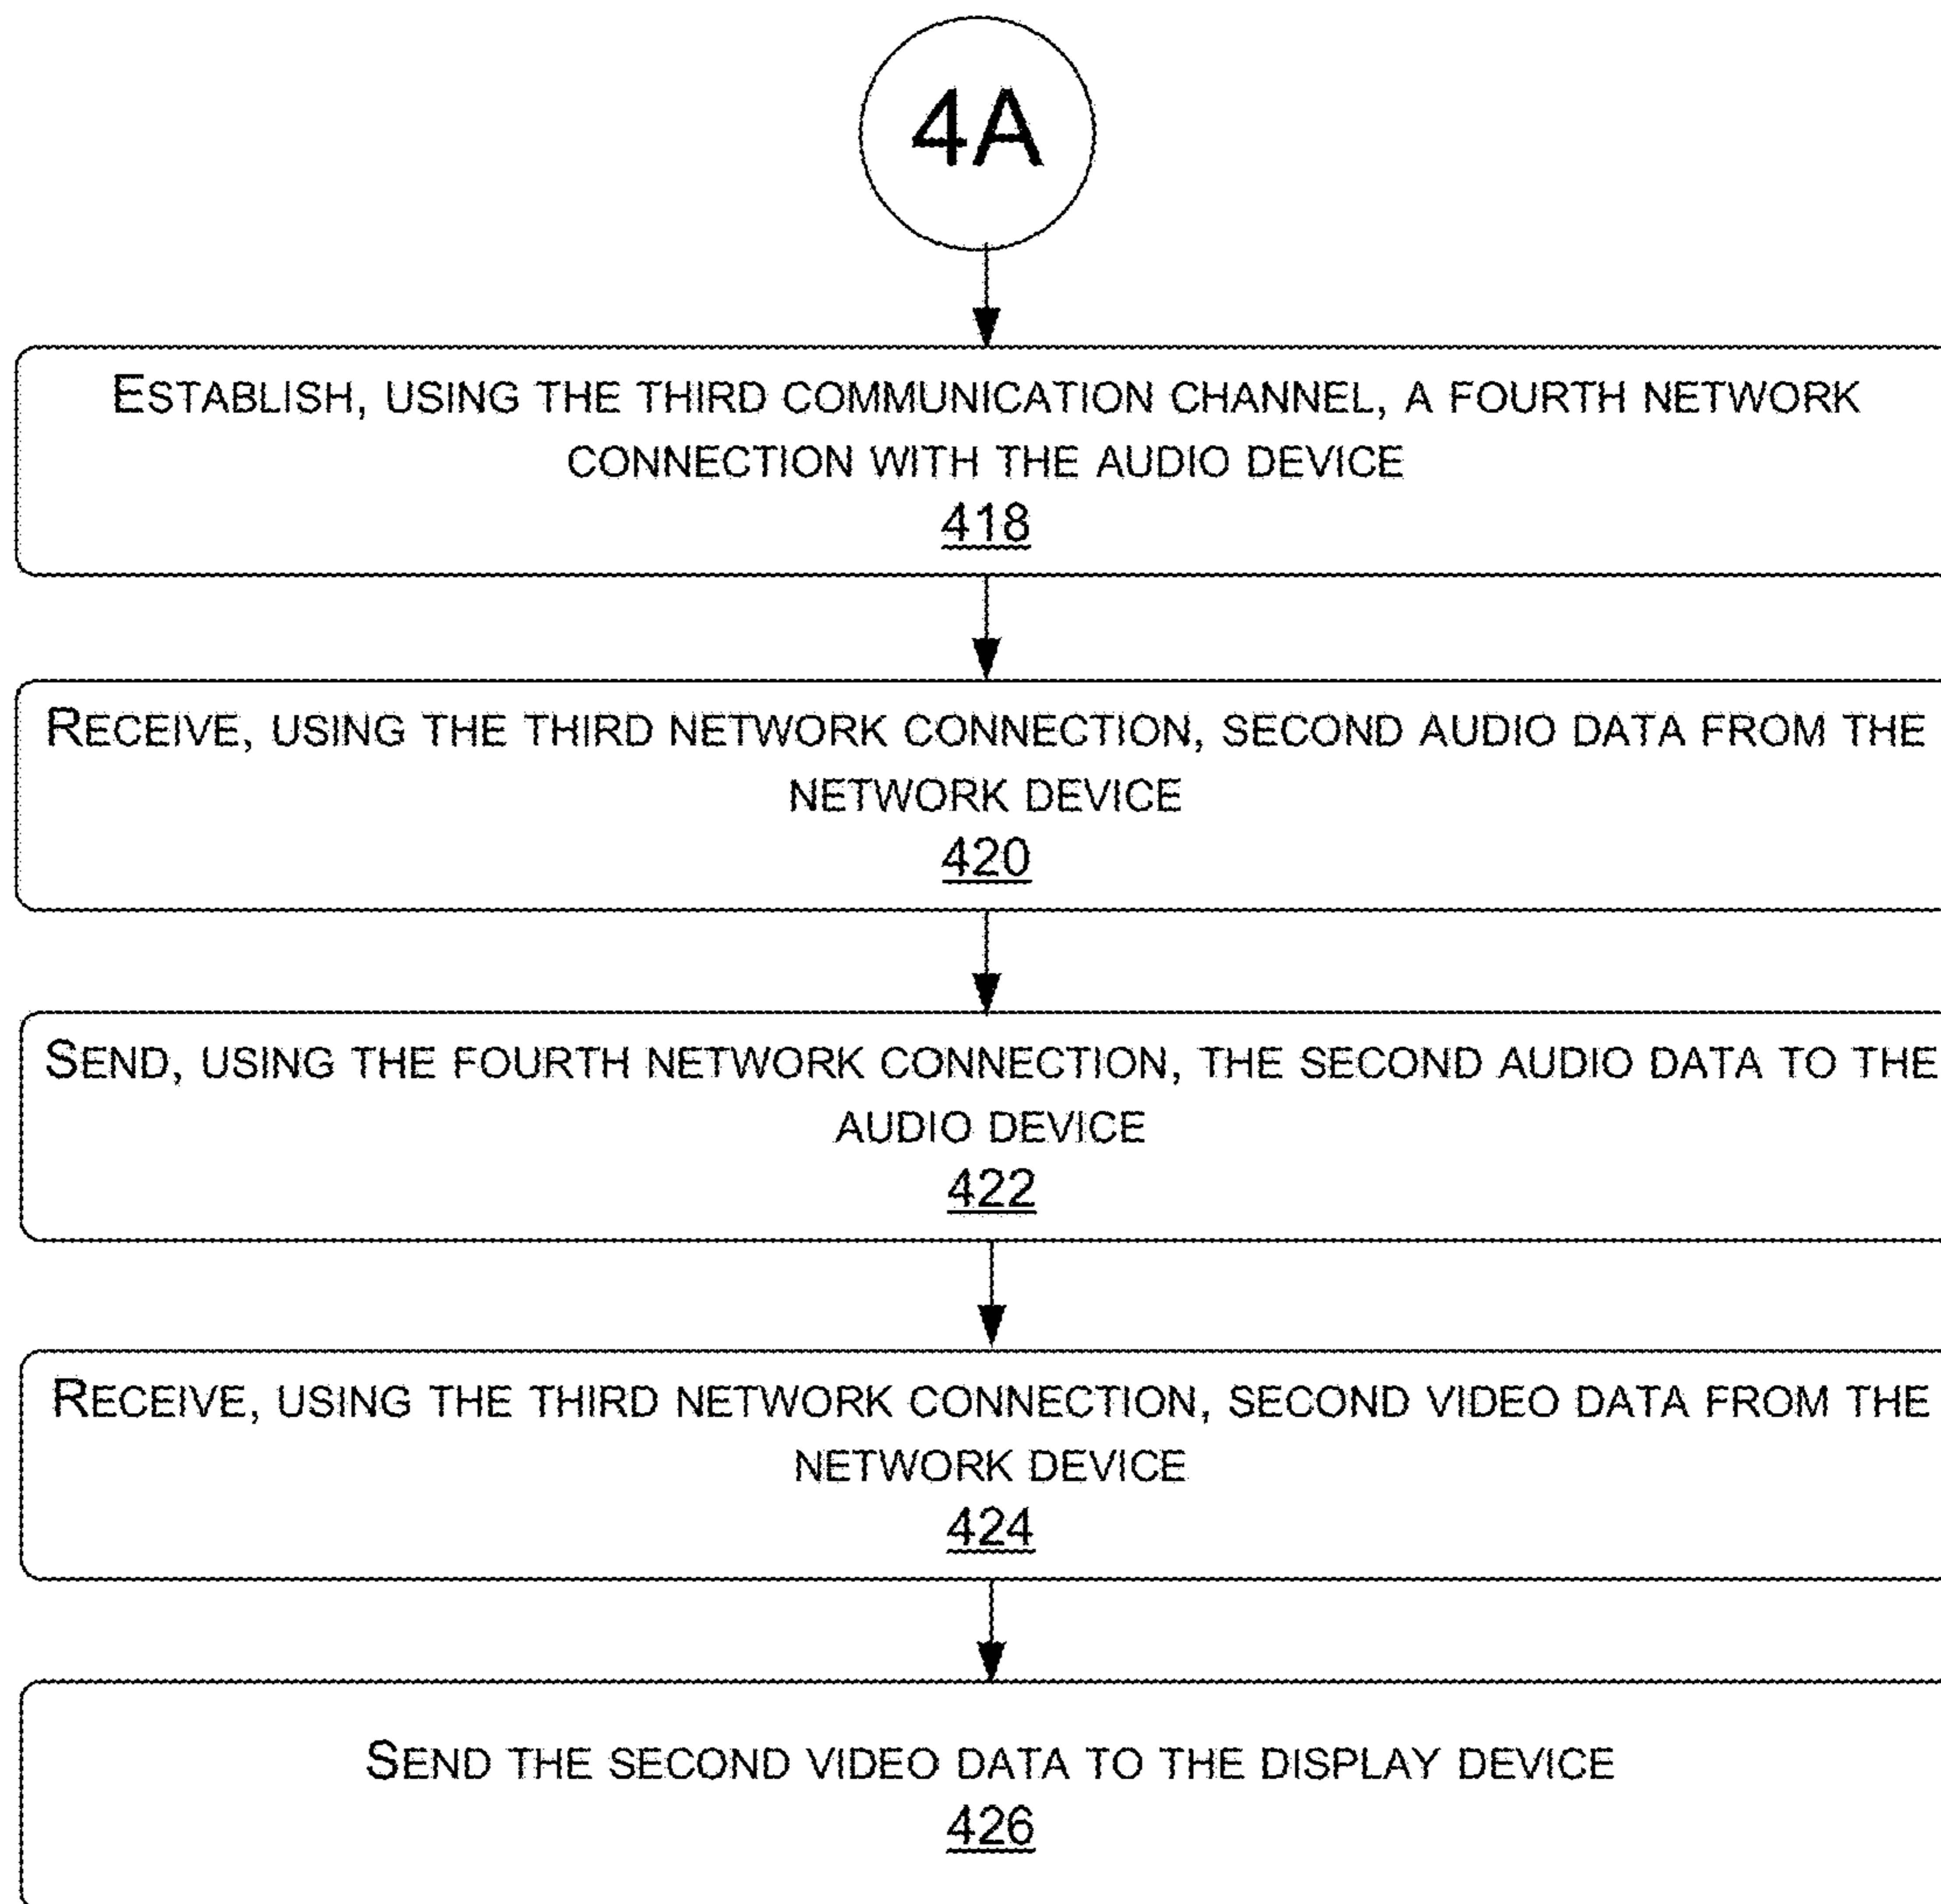 4A
ESTABLISH, USING THE THIRD COMMUNICATION CHANNEL, A FOURTH NETWORK
CONNECTION WITH THE AUDIO DEVICE
418
RECEIVE, USING THE THIRD NETWORK CONNECTION, SECOND AUDIO DATA FROM THE
NETWORK DEVICE
420
SEND, USING THE FOURTH NETWORK CONNECTION, THE SECOND AUDIO DATA TO THE
AUDIO DEVICE
422
RECEIVE, USING THE THIRD NETWORK CONNECTION, SECOND VIDEO DATA FROM THE
NETWORK DEVICE
424
SEND THE SECOND VIDEO DATA TO THE DISPLAY DEVICE
426